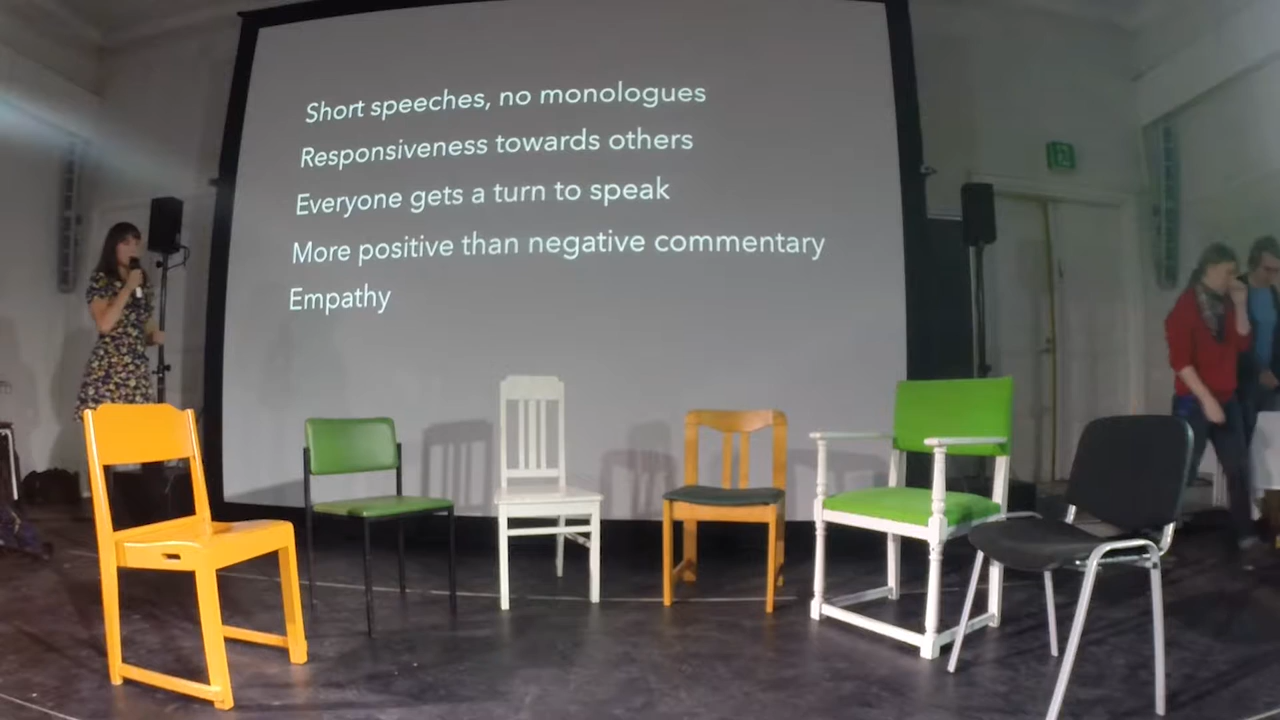 Short speeches, no monologues
Responsiveness towards others
Everyone gets a turn to speak
More positive than negative commentary
Empathy